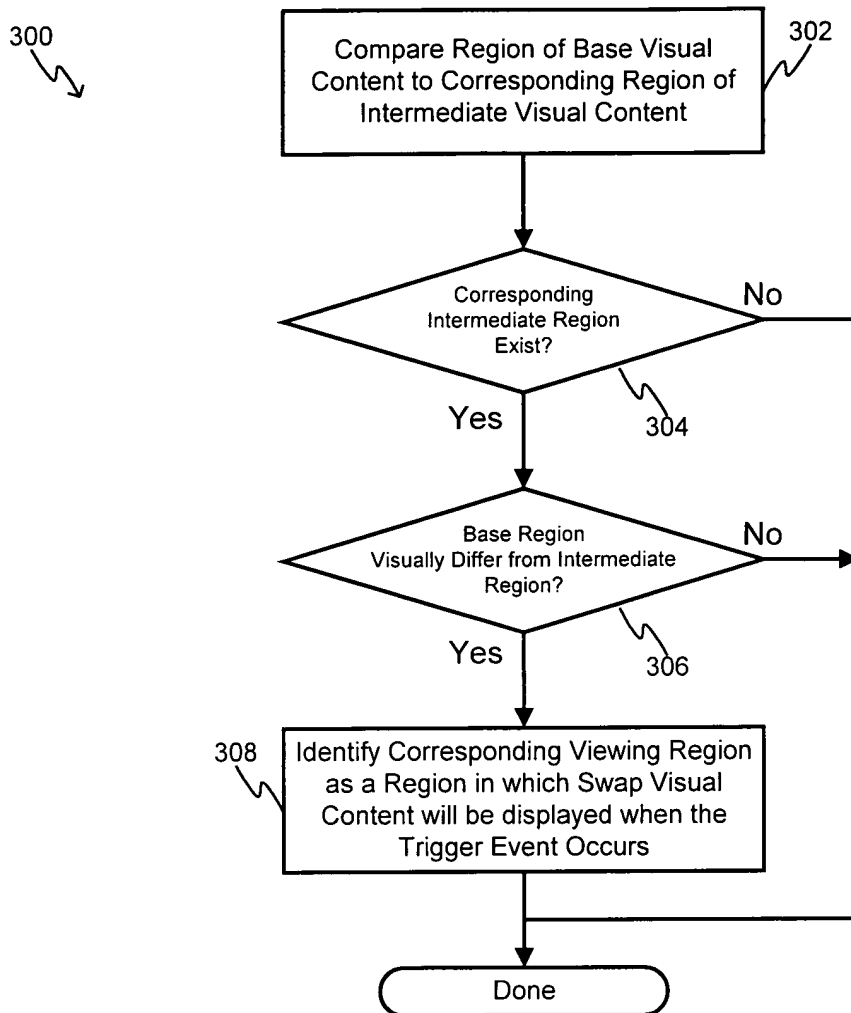 300
Compare Region of Base Visual
Content to Corresponding Region of
Intermediate Visual Content
302
Corresponding
Intermediate Region
Exist?
No
304
Yes
Base Region
Visually Differ from Intermediate
Region?
No
306
Yes
308
Identify Corresponding Viewing Region
as a Region in which Swap Visual
Content will be displayed when the
Trigger Event Occurs
Done